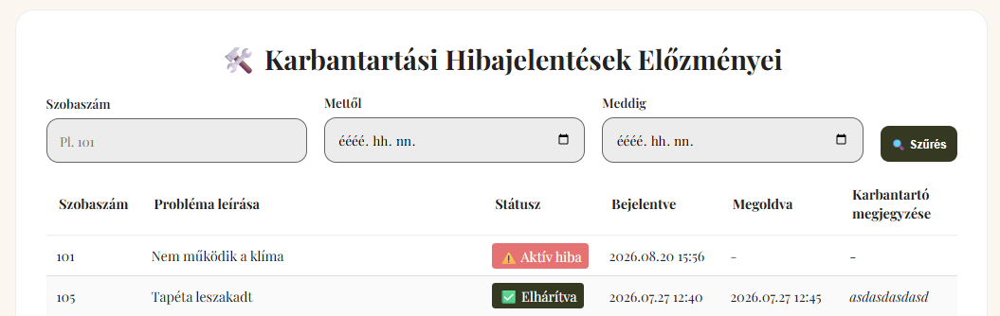 🛠️ Karbantartási Hibajelentések Előzményei
Szobaszám Mettől Meddig
Pl. 101 éééé. hh. nn. éééé. hh. nn. 🔍 Szűrés
Szobaszám Probléma leírása Státusz Bejelentve Megoldva Karbantartó
megjegyzése
101 Nem működik a klíma ⚠️ Aktív hiba 2026.08.20 15:56 - -
105 Tapéta leszakadt ✅ Elhárítva 2026.07.27 12:40 2026.07.27 12:45 asdasdasdasd